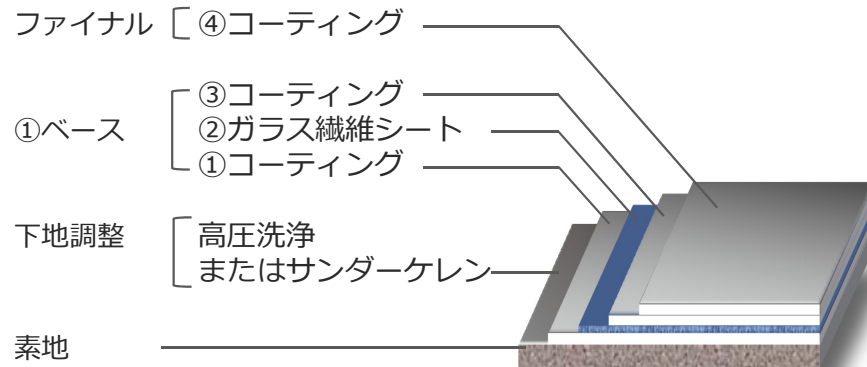 ファイナル ④コーティング
③コーティング
①ベース ②ガラス繊維シート
①コーティング
下地調整 高圧洗浄
またはサンダーケレン
素地